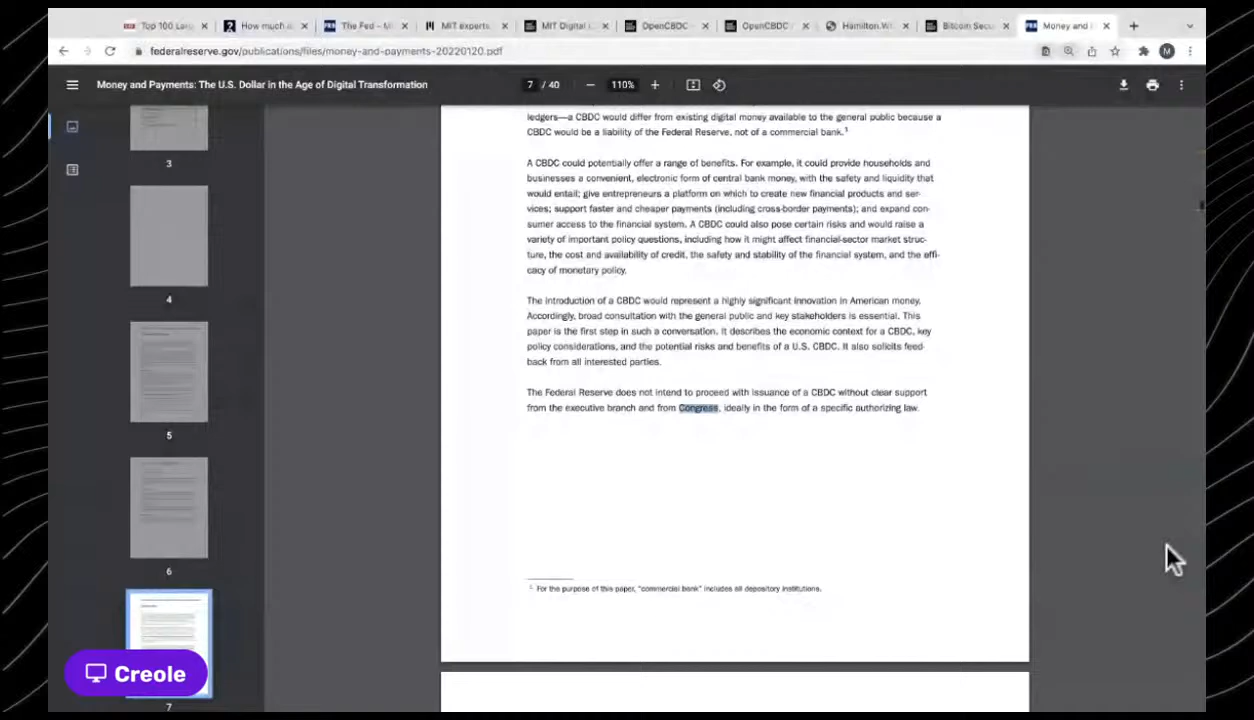 Top 100 Lar
How much a
The Fed – M
MIT experts
MIT Digital
OpenCBDC
OpenCBDC
Hamilton.W
Bitcoin Secu
Money and
federalreserve.gov/publications/files/money-and-payments-20220120.pdf
M
Money and Payments: The U.S. Dollar in the Age of Digital Transformation
7 / 40
110%
ledgers—a CBDC would differ from existing digital money available to the general public because a
CBDC would be a liability of the Federal Reserve, not of a commercial bank.1
A CBDC could potentially offer a range of benefits. For example, it could provide households and
businesses a convenient, electronic form of central bank money, with the safety and liquidity that
would entail; give entrepreneurs a platform on which to create new financial products and ser-
vices; support faster and cheaper payments (including cross-border payments); and expand con-
sumer access to the financial system. A CBDC could also pose certain risks and would raise a
variety of important policy questions, including how it might affect financial-sector market struc-
ture, the cost and availability of credit, the safety and stability of the financial system, and the effi-
cacy of monetary policy.
The introduction of a CBDC would represent a highly significant innovation in American money.
Accordingly, broad consultation with the general public and key stakeholders is essential. This
paper is the first step in such a conversation. It describes the economic context for a CBDC, key
policy considerations, and the potential risks and benefits of a U.S. CBDC. It also solicits feed-
back from all interested parties.
The Federal Reserve does not intend to proceed with issuance of a CBDC without clear support
from the executive branch and from Congress, ideally in the form of a specific authorizing law.
1 For the purpose of this paper, "commercial bank" includes all depository institutions.
3
4
5
6
7
Creole